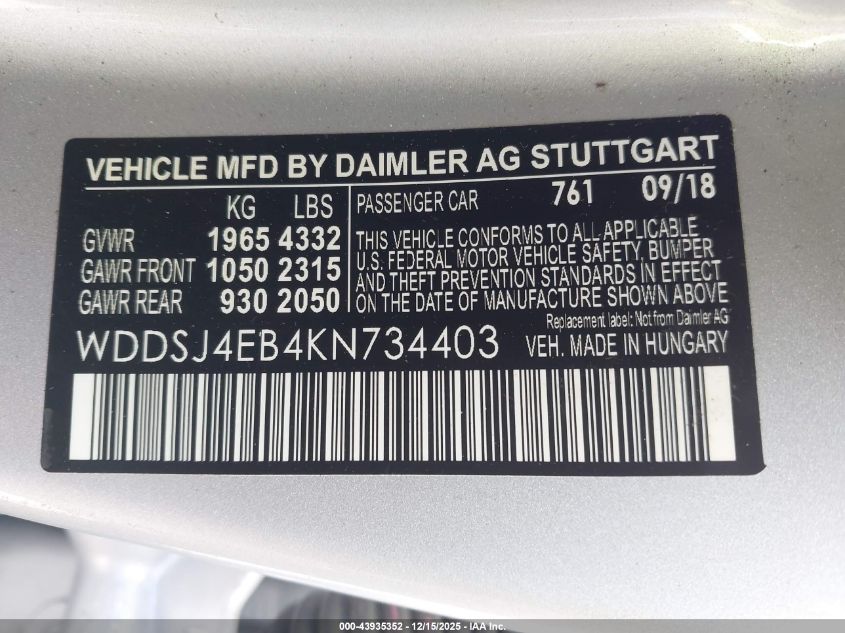 VEHICLE MFD BY DAIMLER AG STUTTGART
KG LBS
GVWR 1965 4332
GAWR FRONT 1050 2315
GAWR REAR 930 2050
PASSENGER CAR 761 09/18
THIS VEHICLE CONFORMS TO ALL APPLICABLE
U.S. FEDERAL MOTOR VEHICLE SAFETY, BUMPER
AND THEFT PREVENTION STANDARDS IN EFFECT
ON THE DATE OF MANUFACTURE SHOWN ABOVE
Replacement label: Not from Daimler AG
WDDSJ4EB4KN734403 VEH. MADE IN HUNGARY
000-43935352 - 12/15/2025 - IAA Inc.